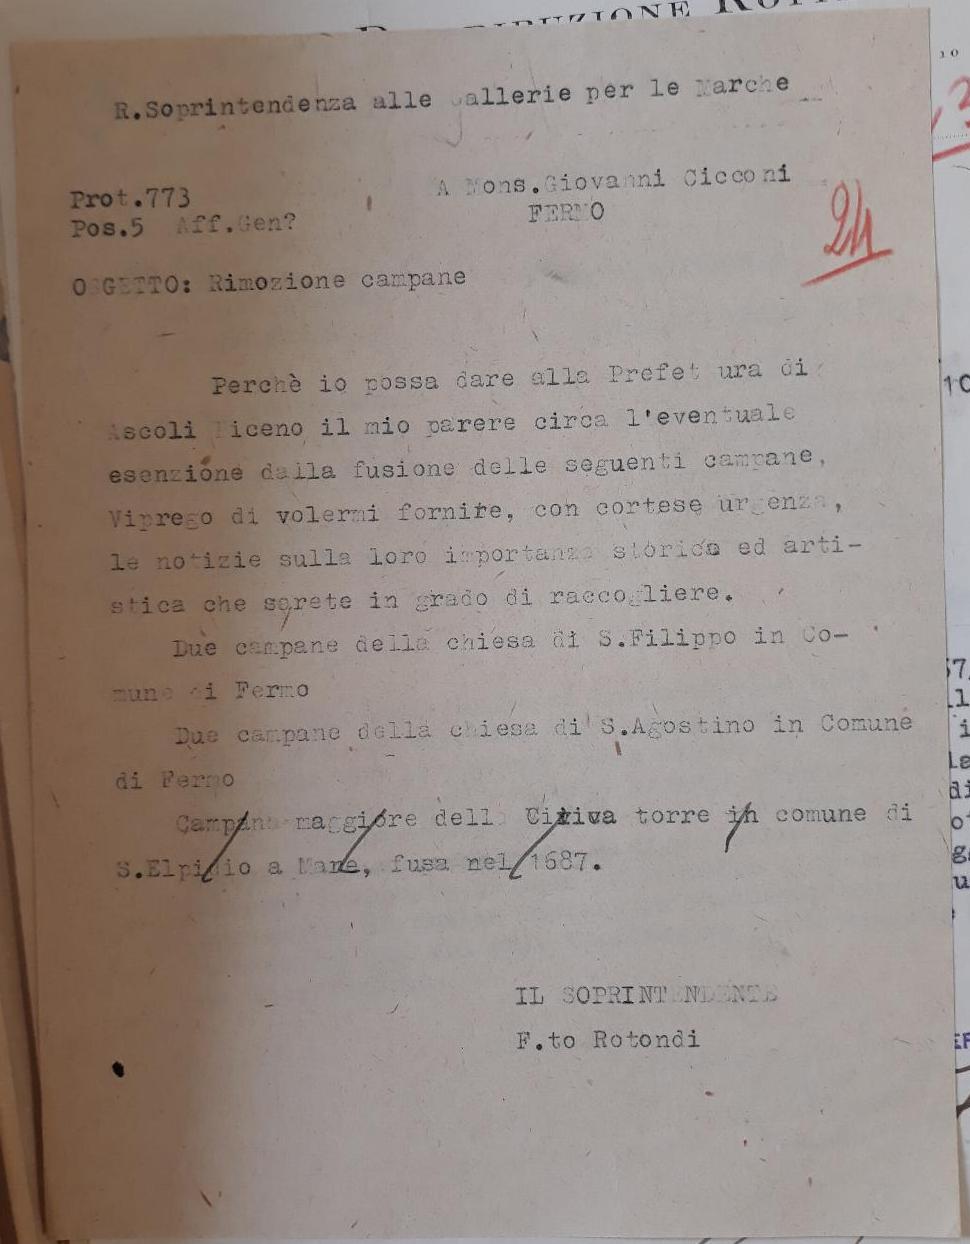 R.Soprintendenza alle Gallerie per le Marche
Prot.773
A Mons.Giovanni Cicconi
Pos.5 Aff.Gen?
FERMO
24
OGGETTO: Rimozione campane
Perchè io possa dare alla Prefet ura di
Ascoli Piceno il mio parere circa l'eventuale
esenzione dalla fusione delle seguenti campane,
Viprego di volermi fornire, con cortese urgenza,
le notizie sulla loro importanza storica ed arti-
stica che sarete in grado di raccogliere.
Due campane della chiesa di S.Filippo in Co-
mune di Fermo
Due campane della chiesa di S.Agostino in Comune
di Fermo
Campana maggiore della torre in comune di
S.Elpidio a Mare, fusa nel 1687.
IL SOPRINTENDENTE
F.to Rotondi